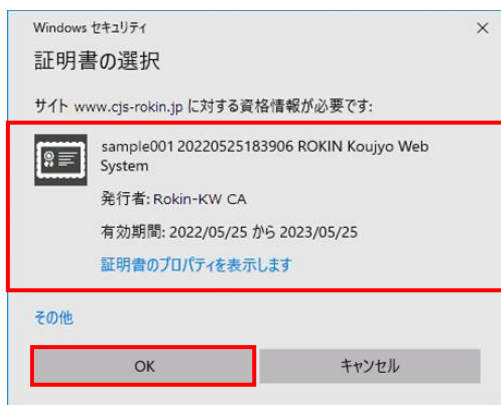 Windows セキュリティ
証明書の選択
サイト www.cjs-rokin.jp に対する資格情報が必要です:
sample001 20220525183906 ROKIN Koujyo Web
System
発行者: Rokin-KW CA
有効期間: 2022/05/25 から 2023/05/25
証明書のプロパティを表示します
その他
OK
キャンセル